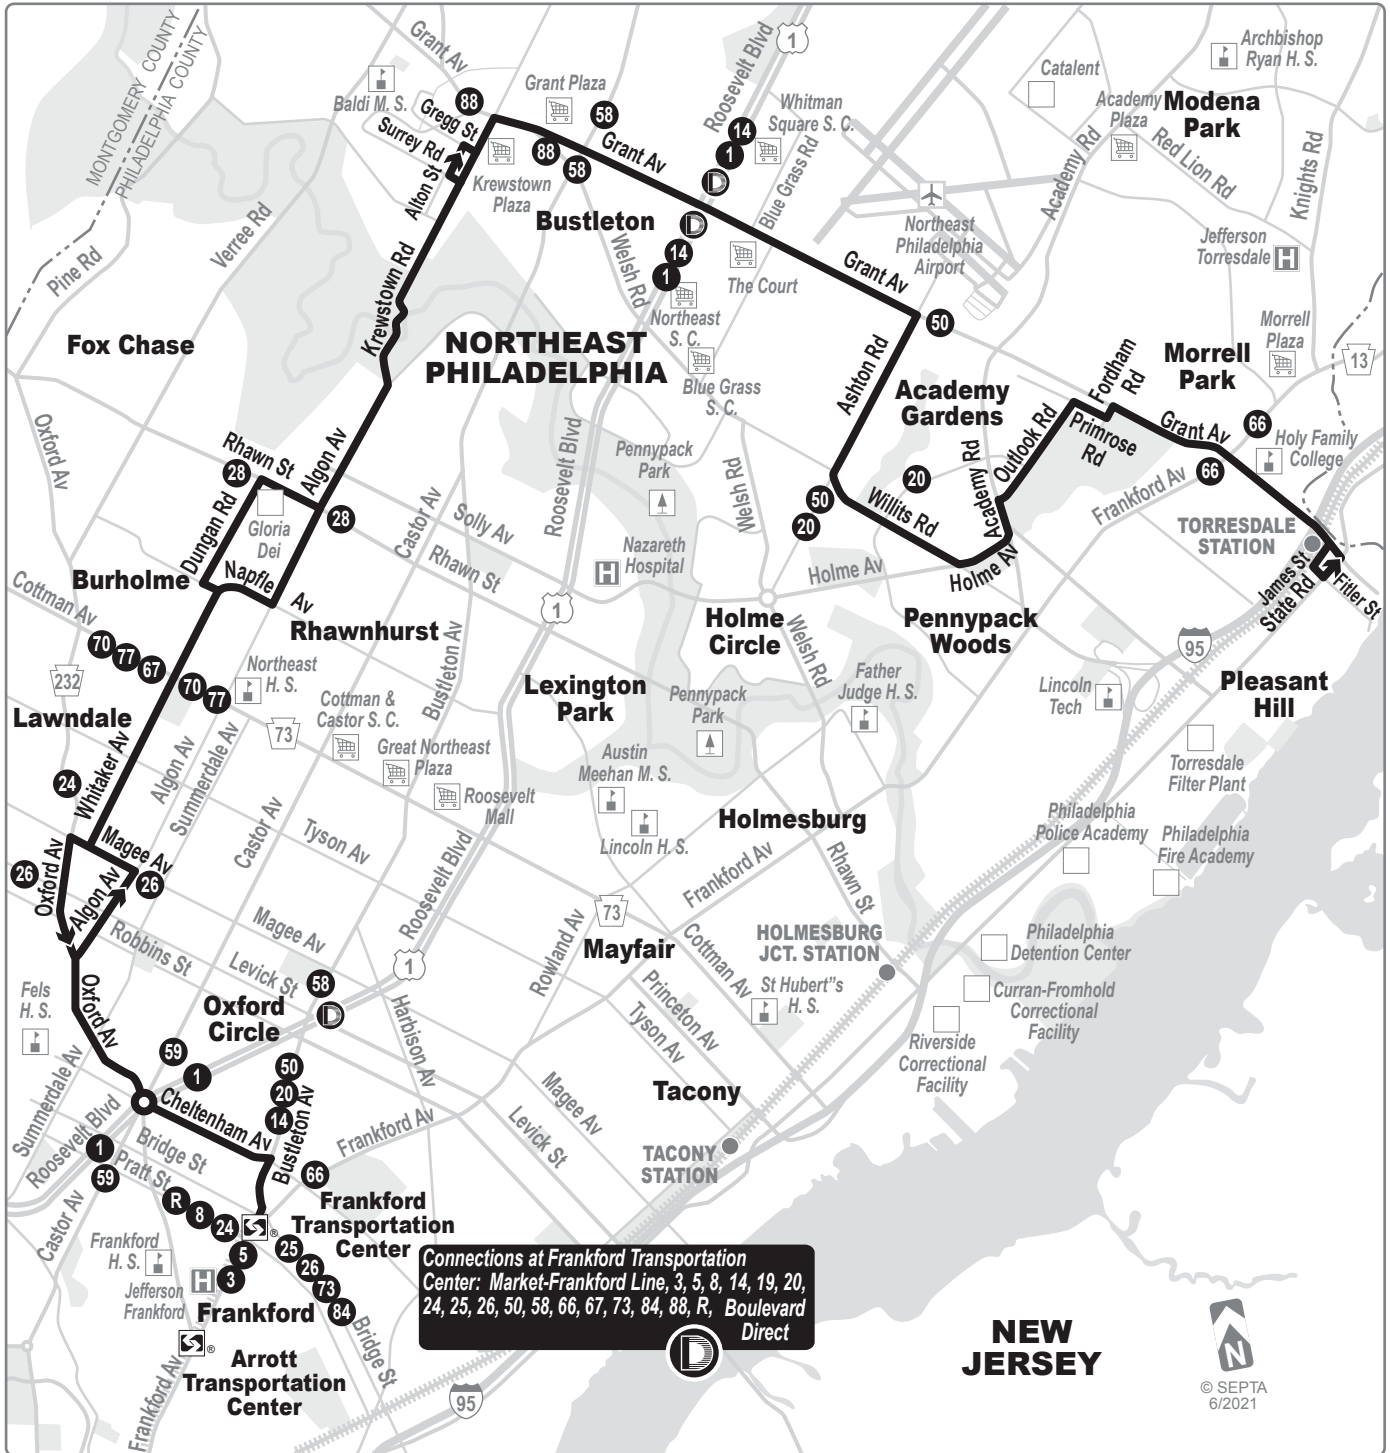 MONTGOMERY COUNTY
PHILADELPHIA COUNTY
Grant Av
Baldi M. S.
88
Gregg St
Surrey Rd
Alton St
Grant Plaza
58
Grant Av
88
58
Krewstown
Plaza
Bustleton
Roosevelt Blvd
1
Whitman
Square S. C.
14
1
D
D
14
1
Blue Grass Rd
Welsh Rd
The Court
Northeast
S. C.
Blue Grass
S. C.
Catalent
Archbishop
Ryan H. S.
Academy
Plaza
Modena
Park
Red Lion Rd
Academy Rd
Knights Rd
Northeast
Philadelphia
Airport
Jefferson
Torresdale
H
Grant Av
50
Pine Rd
Verree Rd
Krewstown Rd
Fox Chase
NORTHEAST
PHILADELPHIA
Ashton Rd
Academy
Gardens
Fordham
Rd
Morrell
Park
Morrell
Plaza
13
Outlook Rd
Primrose
Rd
Grant Av
66
Holy Family
College
66
Frankford Av
Academy Rd
Academy Rd
20
Willits Rd
50
20
Holme Av
Holme Av
TORRESDALE
STATION
James St
State Rd
Fitler St
Oxford Av
Rhawn St
28
Algon Av
Dungan Rd
Gloria
Dei
28
Burholme
Napfle
Av
Rhawnhurst
Castor Av
Solly Av
Rhawn St
Roosevelt Blvd
Pennypack
Park
Welsh Rd
H
Nazareth
Hospital
1
Holme
Circle
Welsh Rd
Pennypack
Woods
95
Pleasant
Hill
Cottman Av
70
77
67
70
77
232
Northeast
H. S.
Lawndale
73
Cottman &
Castor S. C.
Bustleton Av
Great Northeast
Plaza
Roosevelt
Mall
Lexington
Park
Pennypack
Park
Father
Judge H. S.
Lincoln
Tech
Austin
Meehan M. S.
Lincoln H. S.
Torresdale
Filter Plant
Holmesburg
Philadelphia
Police Academy
Philadelphia
Fire Academy
24
Whitaker Av
Algon Av
Summerdale Av
Castor Av
Tyson Av
Roosevelt Blvd
Magee Av
26
Oxford Av
Algon Av
26
Robbins St
Magee Av
Levick St
1
Rowland Av
73
Mayfair
Frankford Av
Rhawn St
HOLMESBURG
JCT. STATION
Cottman Av
St Hubert"s
H. S.
Princeton Av
Tyson Av
Philadelphia
Detention Center
Curran-Fromhold
Correctional
Facility
Riverside
Correctional
Facility
Fels
H. S.
Oxford Av
58
D
Oxford
Circle
Harbison Av
59
1
50
20
14
Bustleton Av
Cheltenham Av
Summerdale Av
Roosevelt Blvd
1
59
Bridge St
Pratt St
Castor Av
Frankford Av
Magee Av
Levick St
Tacony
TACONY
STATION
66
Frankford
Transportation
Center
R
8
24
®
5
3
25
26
73
84
Frankford
H. S.
Jefferson
Frankford
H
Frankford
®
Arrott
Transportation
Center
Frankford Av
Bridge St
95
Connections at Frankford Transportation
Center: Market-Frankford Line, 3, 5, 8, 14, 19, 20,
24, 25, 26, 50, 58, 66, 67, 73, 84, 88, R, Boulevard
Direct
D
NEW
JERSEY
N
© SEPTA
6/2021